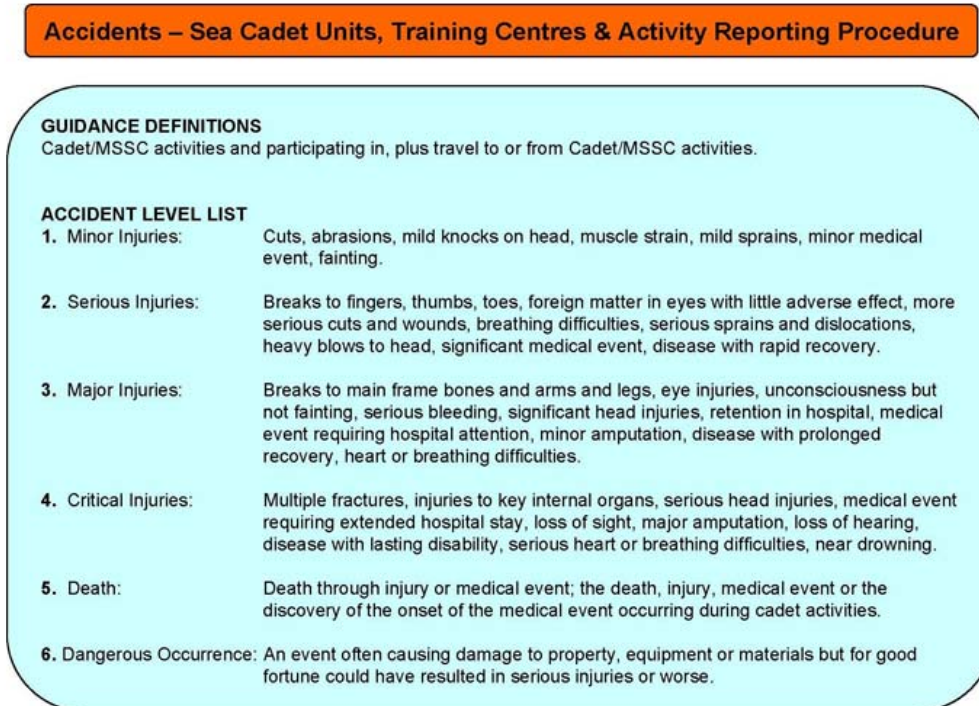 Accidents – Sea Cadet Units, Training Centres & Activity Reporting Procedure
GUIDANCE DEFINITIONS
Cadet/MSSC activities and participating in, plus travel to or from Cadet/MSSC activities.
ACCIDENT LEVEL LIST
1. Minor Injuries: Cuts, abrasions, mild knocks on head, muscle strain, mild sprains, minor medical
event, fainting.
2. Serious Injuries: Breaks to fingers, thumbs, toes, foreign matter in eyes with little adverse effect, more
serious cuts and wounds, breathing difficulties, serious sprains and dislocations,
heavy blows to head, significant medical event, disease with rapid recovery.
3. Major Injuries: Breaks to main frame bones and arms and legs, eye injuries, unconsciousness but
not fainting, serious bleeding, significant head injuries, retention in hospital, medical
event requiring hospital attention, minor amputation, disease with prolonged
recovery, heart or breathing difficulties.
4. Critical Injuries: Multiple fractures, injuries to key internal organs, serious head injuries, medical event
requiring extended hospital stay, loss of sight, major amputation, loss of hearing,
disease with lasting disability, serious heart or breathing difficulties, near drowning.
5. Death: Death through injury or medical event; the death, injury, medical event or the
discovery of the onset of the medical event occurring during cadet activities.
6. Dangerous Occurrence: An event often causing damage to property, equipment or materials but for good
fortune could have resulted in serious injuries or worse.